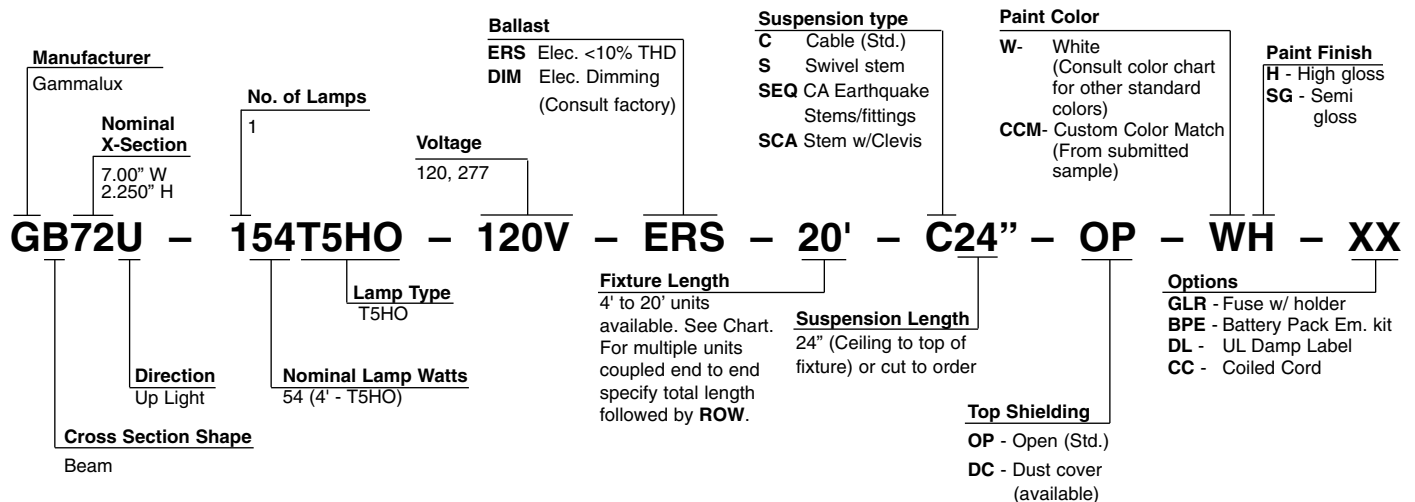 Manufacturer
Gammalux
Nominal
X-Section
7.00” W
2.250” H
No. of Lamps
1
Voltage
120, 277
Ballast
ERS Elec. <10% THD
DIM Elec. Dimming
(Consult factory)
Suspension type
C Cable (Std.)
S Swivel stem
SEQ CA Earthquake
Stems/fittings
SCA Stem w/Clevis
Paint Color
W- White
(Consult color chart
for other standard
colors)
CCM- Custom Color Match
(From submitted
sample)
Paint Finish
H - High gloss
SG - Semi
gloss
GB72U – 154T5HO – 120V – ERS – 20' – C24” – OP – WH – XX
Cross Section Shape
Beam
Direction
Up Light
Nominal Lamp Watts
54 (4' - T5HO)
Lamp Type
T5HO
Fixture Length
4' to 20’ units
available. See Chart.
For multiple units
coupled end to end
specify total length
followed by ROW.
Suspension Length
24” (Ceiling to top of
fixture) or cut to order
Top Shielding
OP - Open (Std.)
DC - Dust cover
(available)
Options
GLR - Fuse w/ holder
BPE - Battery Pack Em. kit
DL - UL Damp Label
CC - Coiled Cord